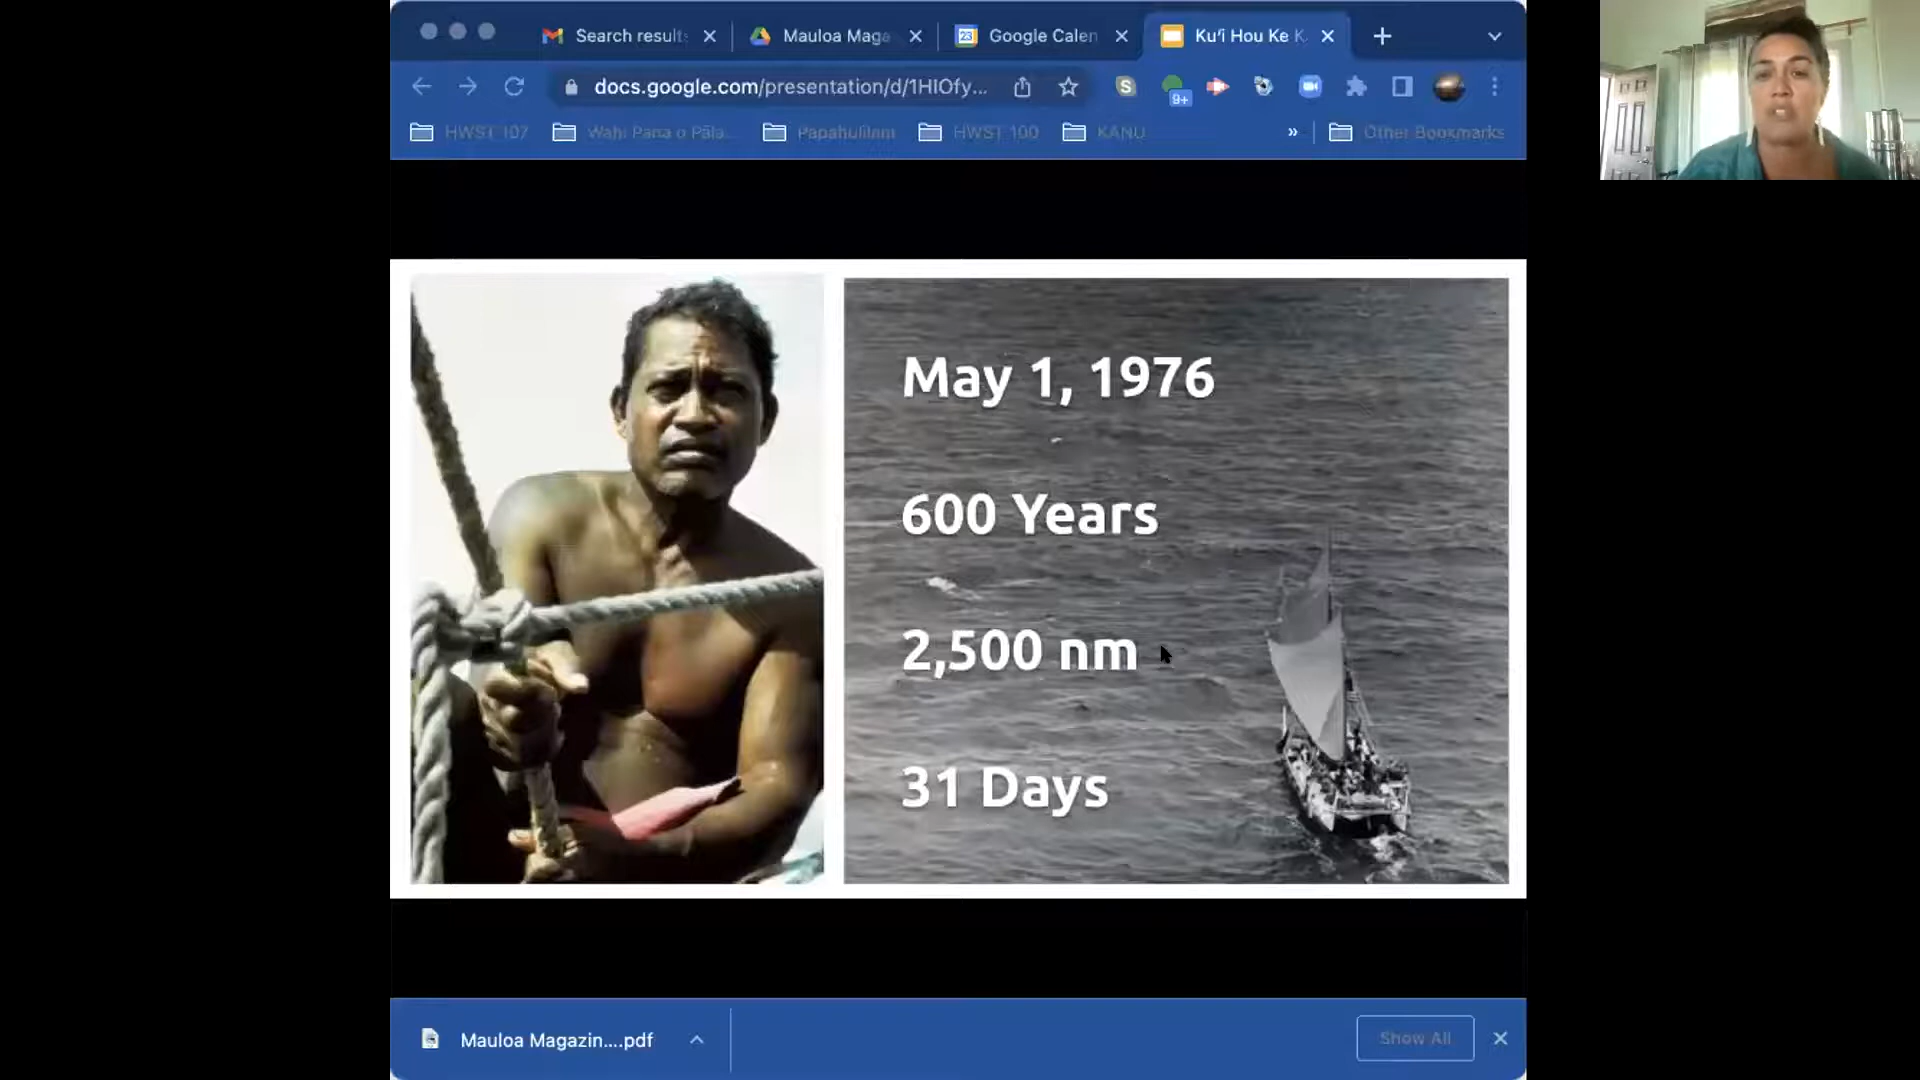 Search results
Mauloa Maga
Google Calen
Kuʻi Hou Ke K
docs.google.com/presentation/d/1HIOfy...
9+
HWST 107
Wahi Pana o Pāla...
Papahulilani
HWST 100
KANU
»
Other Bookmarks
May 1, 1976
600 Years
2,500 nm
31 Days
Mauloa Magazin....pdf
Show All